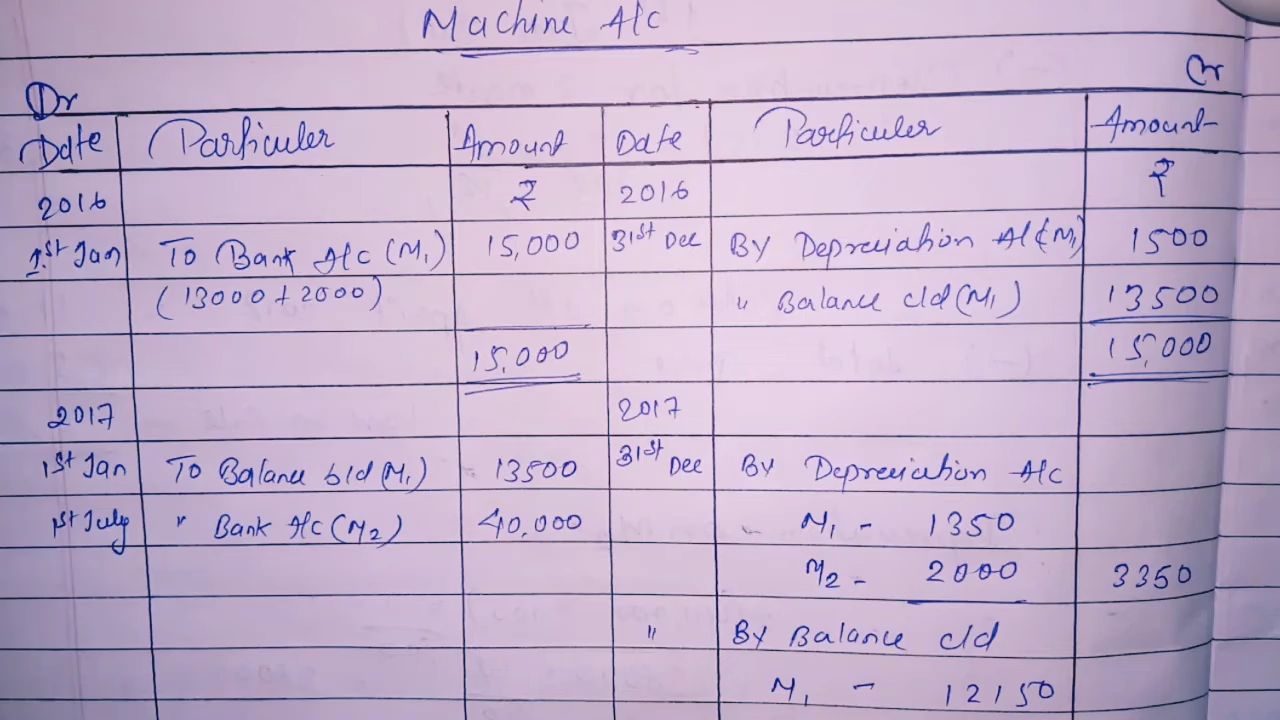 Machine A/c
Dr Cr
Date Particuler Amount Date Particuler Amount
2016 ₹ 2016 ₹
1st Jan To Bank A/c (M1) 15,000 31st Dec By Depreciation A/c (M1) 1500
(13000 + 2000) " Balance c/d (M1) 13500
15,000 15,000
2017 2017
1st Jan To Balance b/d (M1) 13500 31st Dec By Depreciation A/c
1st July " Bank A/c (M2) 40,000 M1 - 1350
M2 - 2000 3350
" By Balance c/d
M1 - 12150